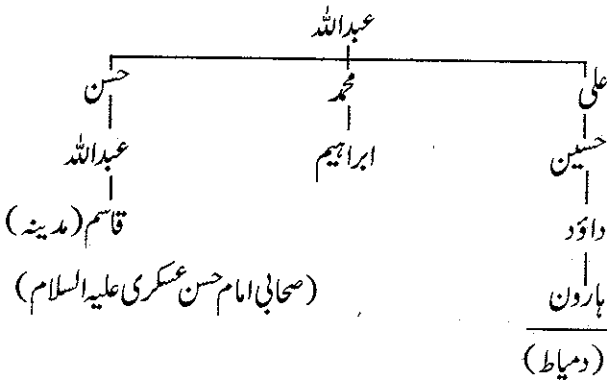 عبداللہ
علی محمد حسن
حسین ابراہیم عبداللہ
داؤد قاسم (مدینہ)
ہارون (صحابی امام حسن عسکری علیہ السلام)
(دمیاط)